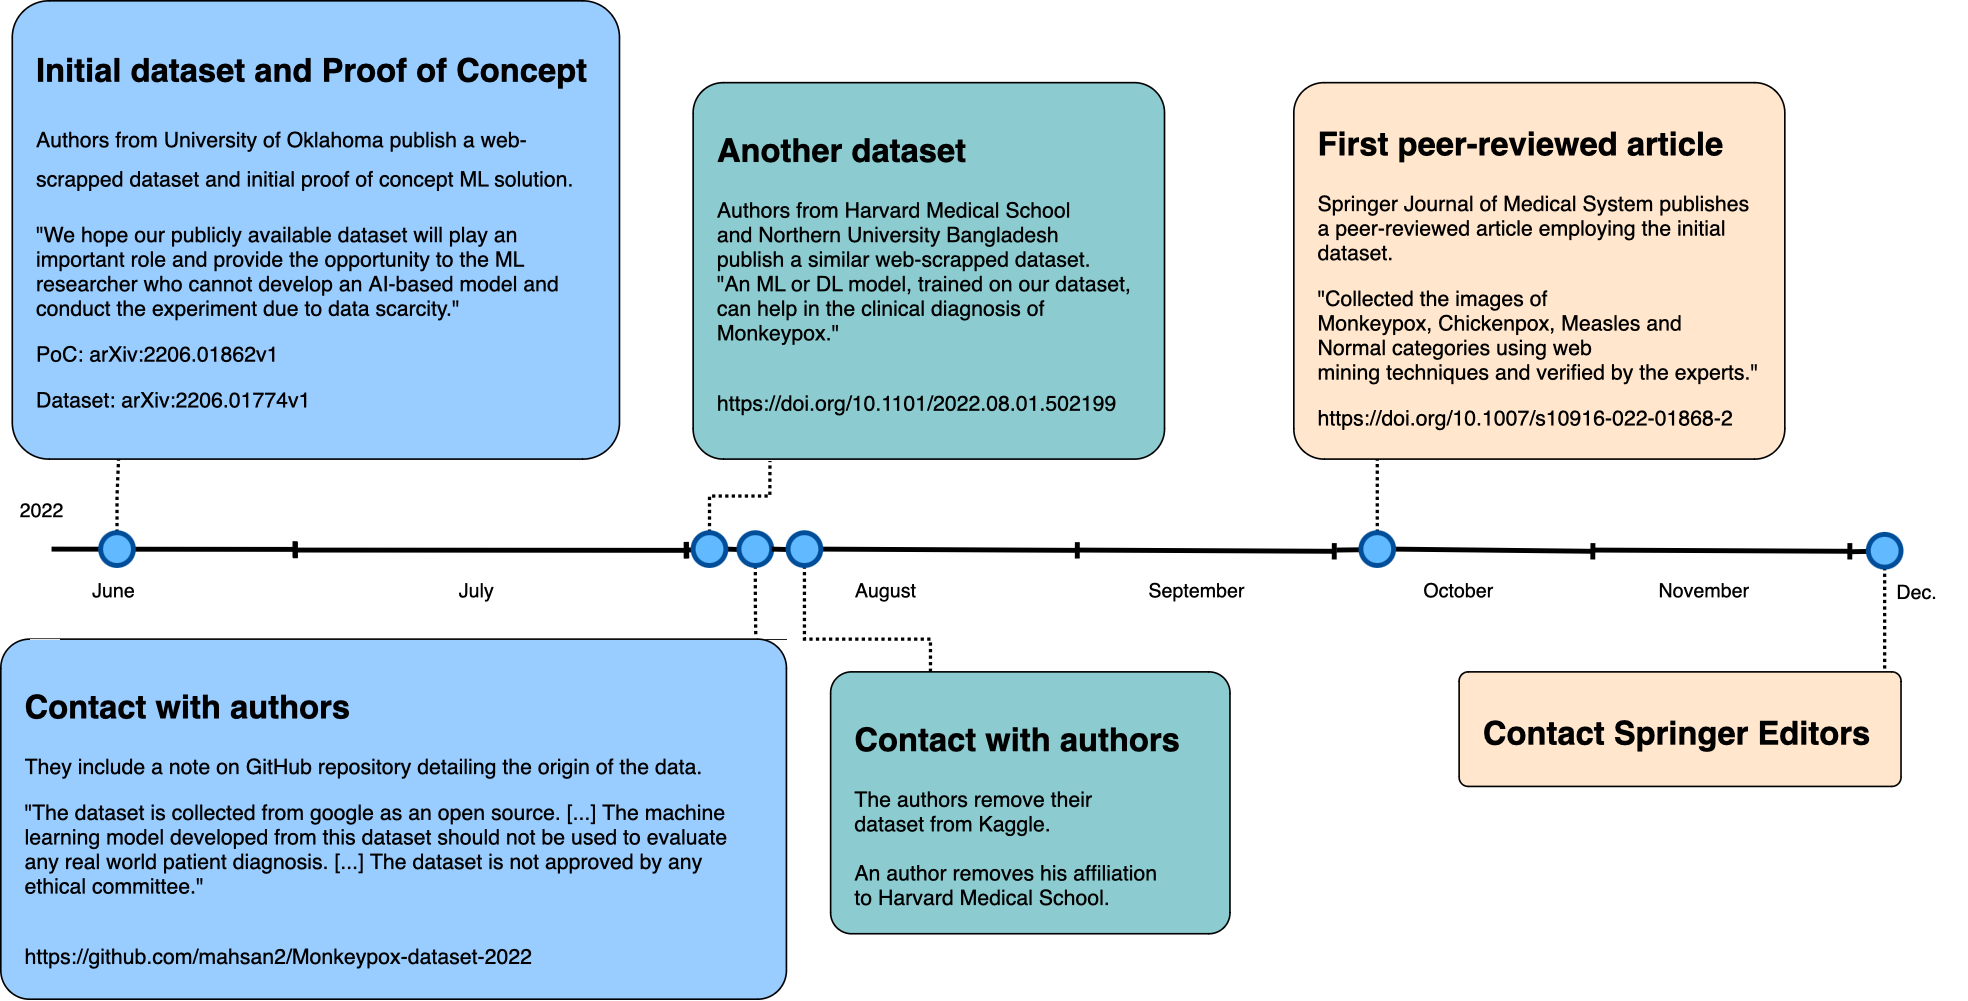 Initial dataset and Proof of Concept
Authors from University of Oklahoma publish a web-
scrapped dataset and initial proof of concept ML solution.
"We hope our publicly available dataset will play an
important role and provide the opportunity to the ML
researcher who cannot develop an AI-based model and
conduct the experiment due to data scarcity."
PoC: arXiv:2206.01862v1
Dataset: arXiv:2206.01774v1
Another dataset
Authors from Harvard Medical School
and Northern University Bangladesh
publish a similar web-scrapped dataset.
"An ML or DL model, trained on our dataset,
can help in the clinical diagnosis of
Monkeypox."
https://doi.org/10.1101/2022.08.01.502199
First peer-reviewed article
Springer Journal of Medical System publishes
a peer-reviewed article employing the initial
dataset.
"Collected the images of
Monkeypox, Chickenpox, Measles and
Normal categories using web
mining techniques and verified by the experts."
https://doi.org/10.1007/s10916-022-01868-2
2022
June
July
August
September
October
November
Dec.
Contact with authors
They include a note on GitHub repository detailing the origin of the data.
"The dataset is collected from google as an open source. [...] The machine
learning model developed from this dataset should not be used to evaluate
any real world patient diagnosis. [...] The dataset is not approved by any
ethical committee."
https://github.com/mahsan2/Monkeypox-dataset-2022
Contact with authors
The authors remove their
dataset from Kaggle.
An author removes his affiliation
to Harvard Medical School.
Contact Springer Editors